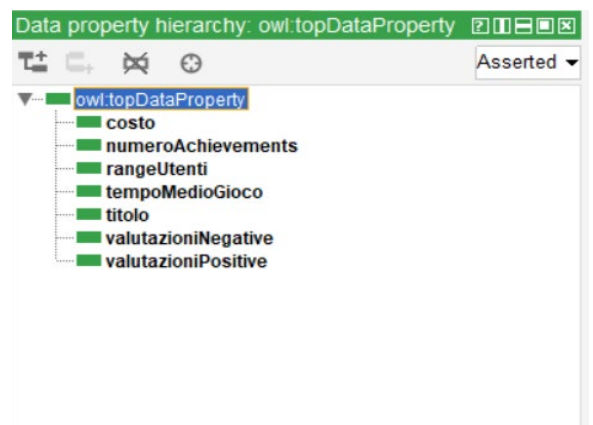 Data property hierarchy: owl:topDataProperty
Asserted
owl:topDataProperty
costo
numeroAchievements
rangeUtenti
tempoMedioGioco
titolo
valutazioniNegative
valutazioniPositive